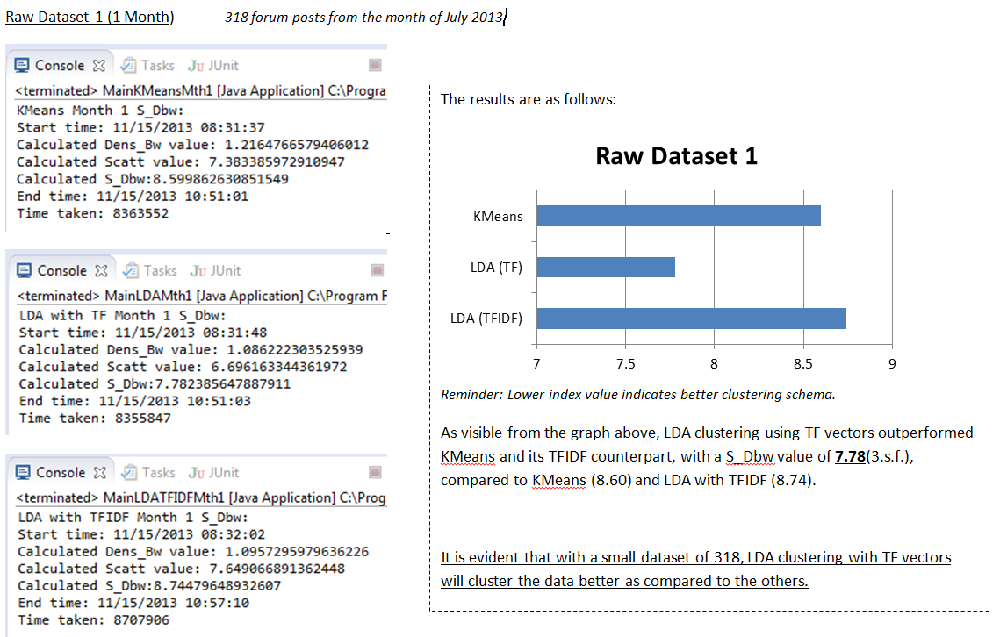 Raw Dataset 1 (1 Month) 318 forum posts from the month of July 2013
Console Tasks JUnit
<terminated> MainKMeansMth1 [Java Application] C:\Progra
KMeans Month 1 S_Dbw:
Start time: 11/15/2013 08:31:37
Calculated Dens_Bw value: 1.2164766579406012
Calculated Scatt value: 7.383385972910947
Calculated S_Dbw:8.599862630851549
End time: 11/15/2013 10:51:01
Time taken: 8363552
Console Tasks JUnit
<terminated> MainLDAMth1 [Java Application] C:\Program F
LDA with TF Month 1 S_Dbw:
Start time: 11/15/2013 08:31:48
Calculated Dens_Bw value: 1.086222303525939
Calculated Scatt value: 6.696163344361972
Calculated S_Dbw:7.782385647887911
End time: 11/15/2013 10:51:03
Time taken: 8355847
Console Tasks JUnit
<terminated> MainLDATFIDFMth1 [Java Application] C:\Prog
LDA with TFIDF Month 1 S_Dbw:
Start time: 11/15/2013 08:32:02
Calculated Dens_Bw value: 1.0957295979636226
Calculated Scatt value: 7.649066891362448
Calculated S_Dbw:8.74479648932607
End time: 11/15/2013 10:57:10
Time taken: 8707906
The results are as follows:
Raw Dataset 1
KMeans
LDA (TF)
LDA (TFIDF)
7 7.5 8 8.5 9
Reminder: Lower index value indicates better clustering schema.
As visible from the graph above, LDA clustering using TF vectors outperformed
KMeans and its TFIDF counterpart, with a S_Dbw value of 7.78(3.s.f.),
compared to KMeans (8.60) and LDA with TFIDF (8.74).
It is evident that with a small dataset of 318, LDA clustering with TF vectors
will cluster the data better as compared to the others.